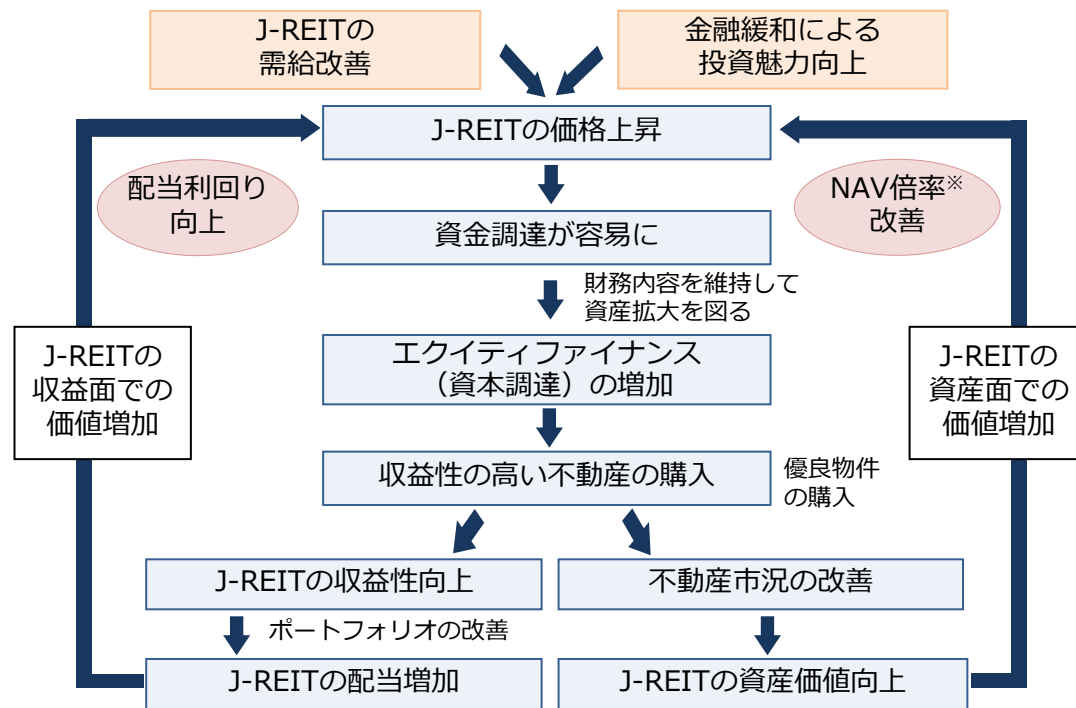 J-REITの
需給改善
金融緩和による
投資魅力向上
J-REITの価格上昇
配当利回り
向上
NAV倍率※
改善
資金調達が容易に
財務内容を維持して
資産拡大を図る
J-REITの
収益面での
価値増加
エクイティファイナンス
（資本調達）の増加
J-REITの
資産面での
価値増加
収益性の高い不動産の購入
優良物件
の購入
J-REITの収益性向上
不動産市況の改善
ポートフォリオの改善
J-REITの配当増加
J-REITの資産価値向上